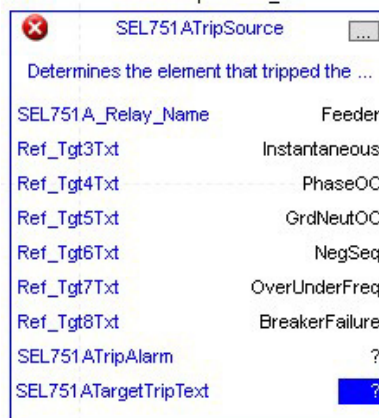 SEL751ATripSource ...
Determines the element that tripped the ...
SEL751A_Relay_Name Feeder
Ref_Tgt3Txt Instantaneous
Ref_Tgt4Txt PhaseOC
Ref_Tgt5Txt GrdNeutOC
Ref_Tgt6Txt NegSeq
Ref_Tgt7Txt OverUnderFreq
Ref_Tgt8Txt BreakerFailure
SEL751ATripAlarm ?
SEL751ATargetTripText ?